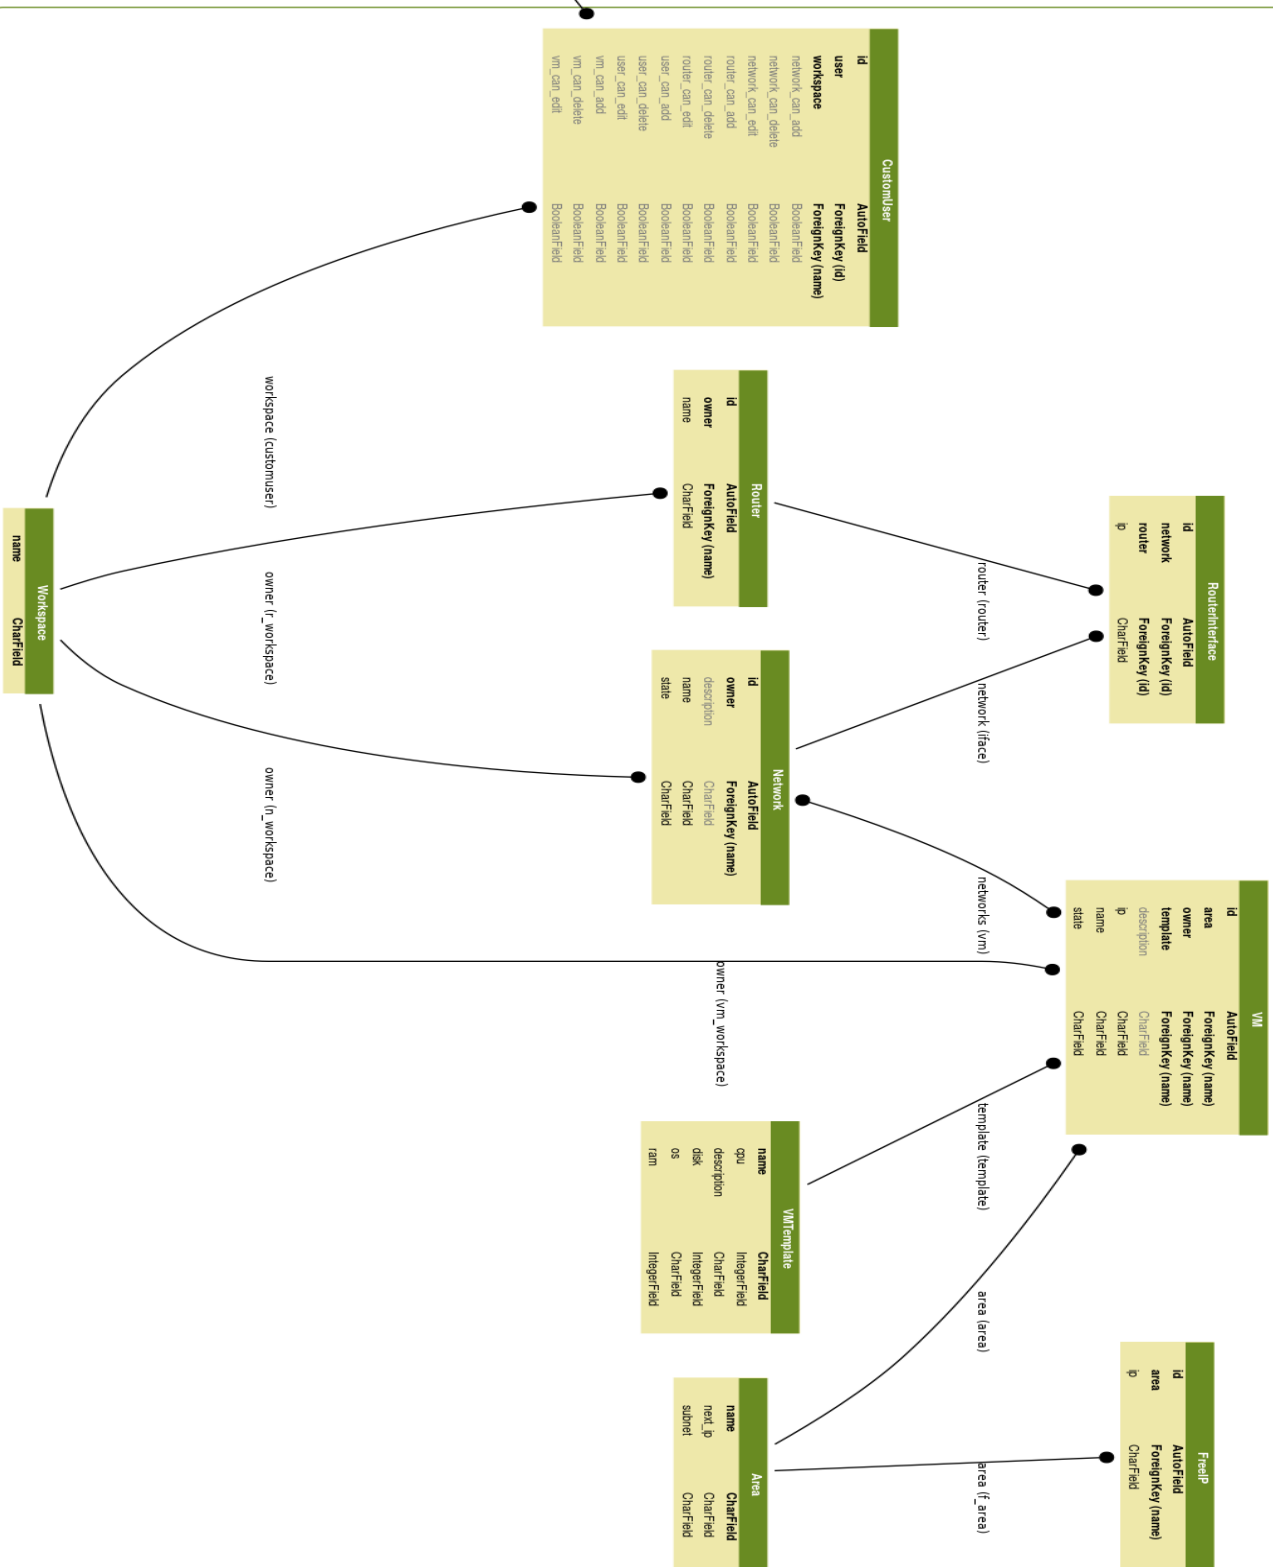 CustomUser
id AutoField
user ForeignKey (id)
workspace ForeignKey (name)
network_can_add BooleanField
network_can_delete BooleanField
network_can_edit BooleanField
router_can_add BooleanField
router_can_delete BooleanField
router_can_edit BooleanField
user_can_add BooleanField
user_can_delete BooleanField
user_can_edit BooleanField
vm_can_add BooleanField
vm_can_delete BooleanField
vm_can_edit BooleanField
RouterInterface
id AutoField
network ForeignKey (id)
router ForeignKey (id)
ip CharField
Router
id AutoField
owner ForeignKey (name)
name CharField
Network
id AutoField
owner ForeignKey (name)
description CharField
name CharField
state CharField
VM
id AutoField
area ForeignKey (name)
owner ForeignKey (name)
template ForeignKey (name)
description CharField
ip CharField
name CharField
state CharField
VMTemplate
name CharField
cpu IntegerField
description CharField
disk IntegerField
os CharField
ram IntegerField
FreeIP
id AutoField
area ForeignKey (name)
ip CharField
Area
name CharField
next_ip CharField
subnet CharField
Workspace
name CharField
router (router)
network (iface)
networks (vm)
template (template)
area (area)
area (f_area)
owner (vm_workspace)
workspace (customuser)
owner (r_workspace)
owner (n_workspace)